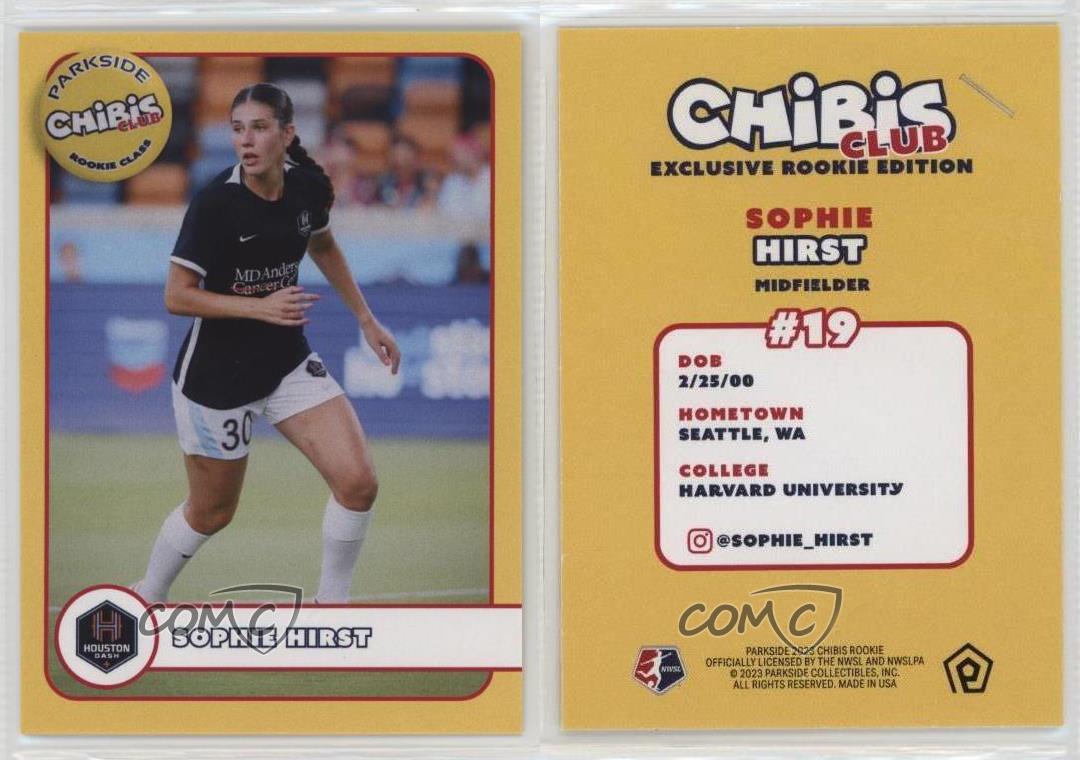 PARKSIDE
CHiBiS
CLUB
ROOKIE CLASS
MD Anders
Cancer Ce
30
HOUSTON
DASH
SOPHIE HIRST
COMC
CHiBiS
CLUB
EXCLUSIVE ROOKIE EDITION
SOPHIE
HIRST
MIDFIELDER
#19
DOB
2/25/00
HOMETOWN
SEATTLE, WA
COLLEGE
HARVARD UNIVERSITY
@SOPHIE_HIRST
COMC
NWSL
PARKSIDE 2023 CHIBIS ROOKIE
OFFICIALLY LICENSED BY THE NWSL AND NWSLPA
© 2023 PARKSIDE COLLECTIBLES, INC.
ALL RIGHTS RESERVED. MADE IN USA